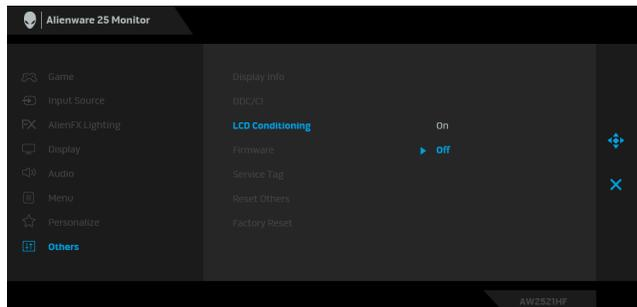 Alienware 25 Monitor
Game
Input Source
AlienFX Lighting
Display
Audio
Menu
Personalize
Others
Display Info
DDC/CI
LCD Conditioning On
Firmware Off
Service Tag
Reset Others
Factory Reset
AW2521HF